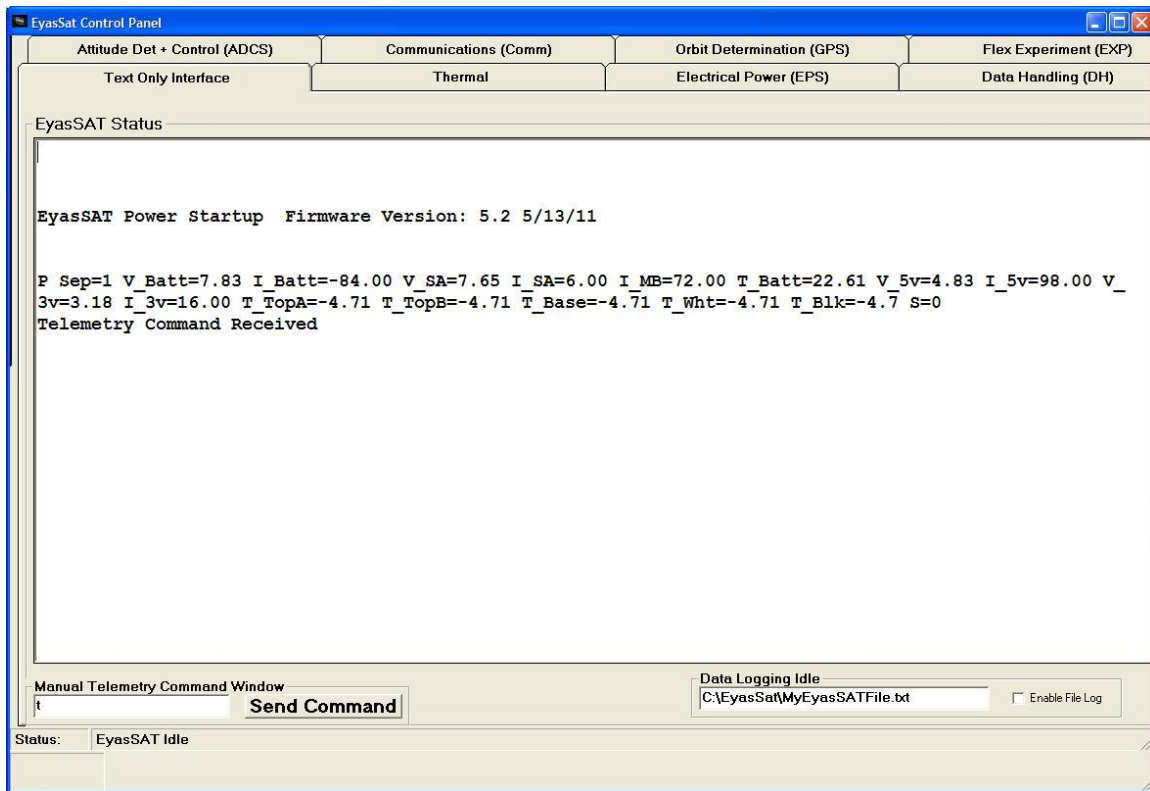 EyasSat Control Panel
Attitude Det + Control (ADCS)
Communications (Comm)
Orbit Determination (GPS)
Flex Experiment (EXP)
Text Only Interface
Thermal
Electrical Power (EPS)
Data Handling (DH)
EyasSAT Status
EyasSAT Power Startup  Firmware Version: 5.2 5/13/11
P Sep=1 V_Batt=7.83 I_Batt=-84.00 V_SA=7.65 I_SA=6.00 I_MB=72.00 T_Batt=22.61 V_5v=4.83 I_5v=98.00 V_
3v=3.18 I_3v=16.00 T_TopA=-4.71 T_TopB=-4.71 T_Base=-4.71 T_Wht=-4.71 T_Blk=-4.7 S=0
Telemetry Command Received
Manual Telemetry Command Window
t
Send Command
Data Logging Idle
C:\EyasSat\MyEyasSATFile.txt
Enable File Log
Status:
EyasSAT Idle